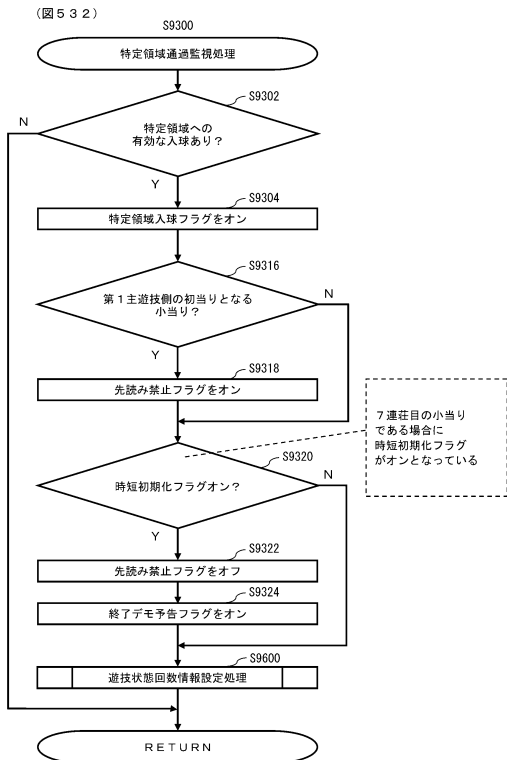 （図５３２）
S9300
特定領域通過監視処理
S9302
特定領域への
有効な入球あり？
N
Y
S9304
特定領域入球フラグをオン
S9316
第１主遊技側の初当りとなる
小当り？
N
Y
S9318
先読み禁止フラグをオン
７連荘目の小当り
である場合に
時短初期化フラグ
がオンとなっている
S9320
時短初期化フラグオン？
N
Y
S9322
先読み禁止フラグをオフ
S9324
終了デモ予告フラグをオン
S9600
遊技状態回数情報設定処理
ＲＥＴＵＲＮ